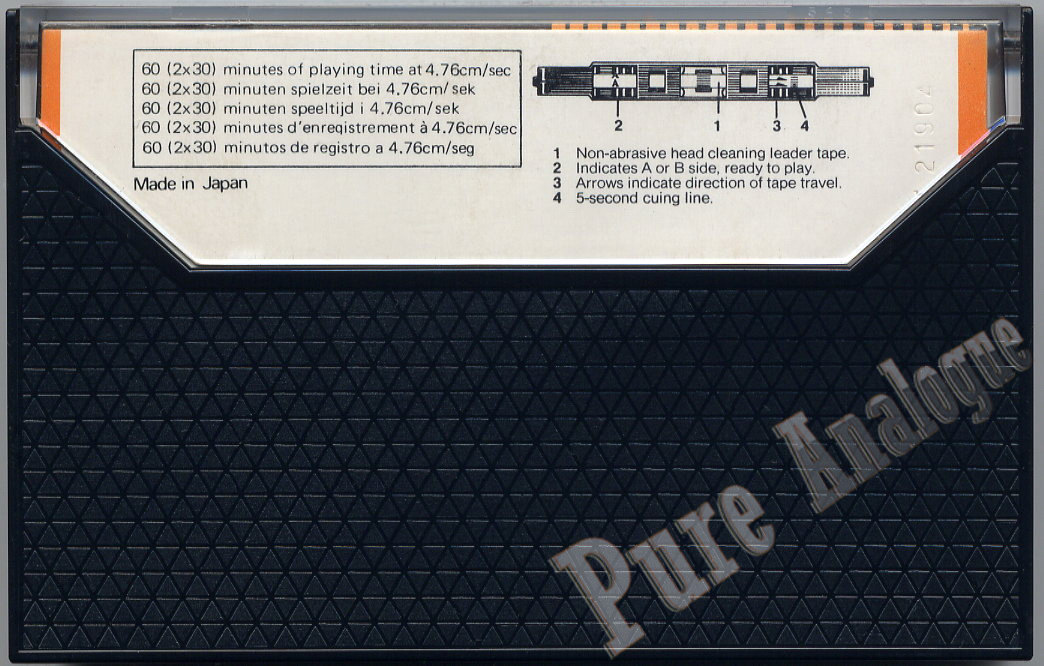 60 (2x30) minutes of playing time at 4.76cm/sec
60 (2x30) minuten spielzeit bei 4.76cm/sek
60 (2x30) minuten speeltijd i 4.76cm/sek
60 (2x30) minutes d'enregistrement à 4.76cm/sec
60 (2x30) minutos de registro a 4.76cm/seg
Made in Japan
2 1 3 4
1 Non-abrasive head cleaning leader tape.
2 Indicates A or B side, ready to play.
3 Arrows indicate direction of tape travel.
4 5-second cuing line.
21904
Pure Analogue